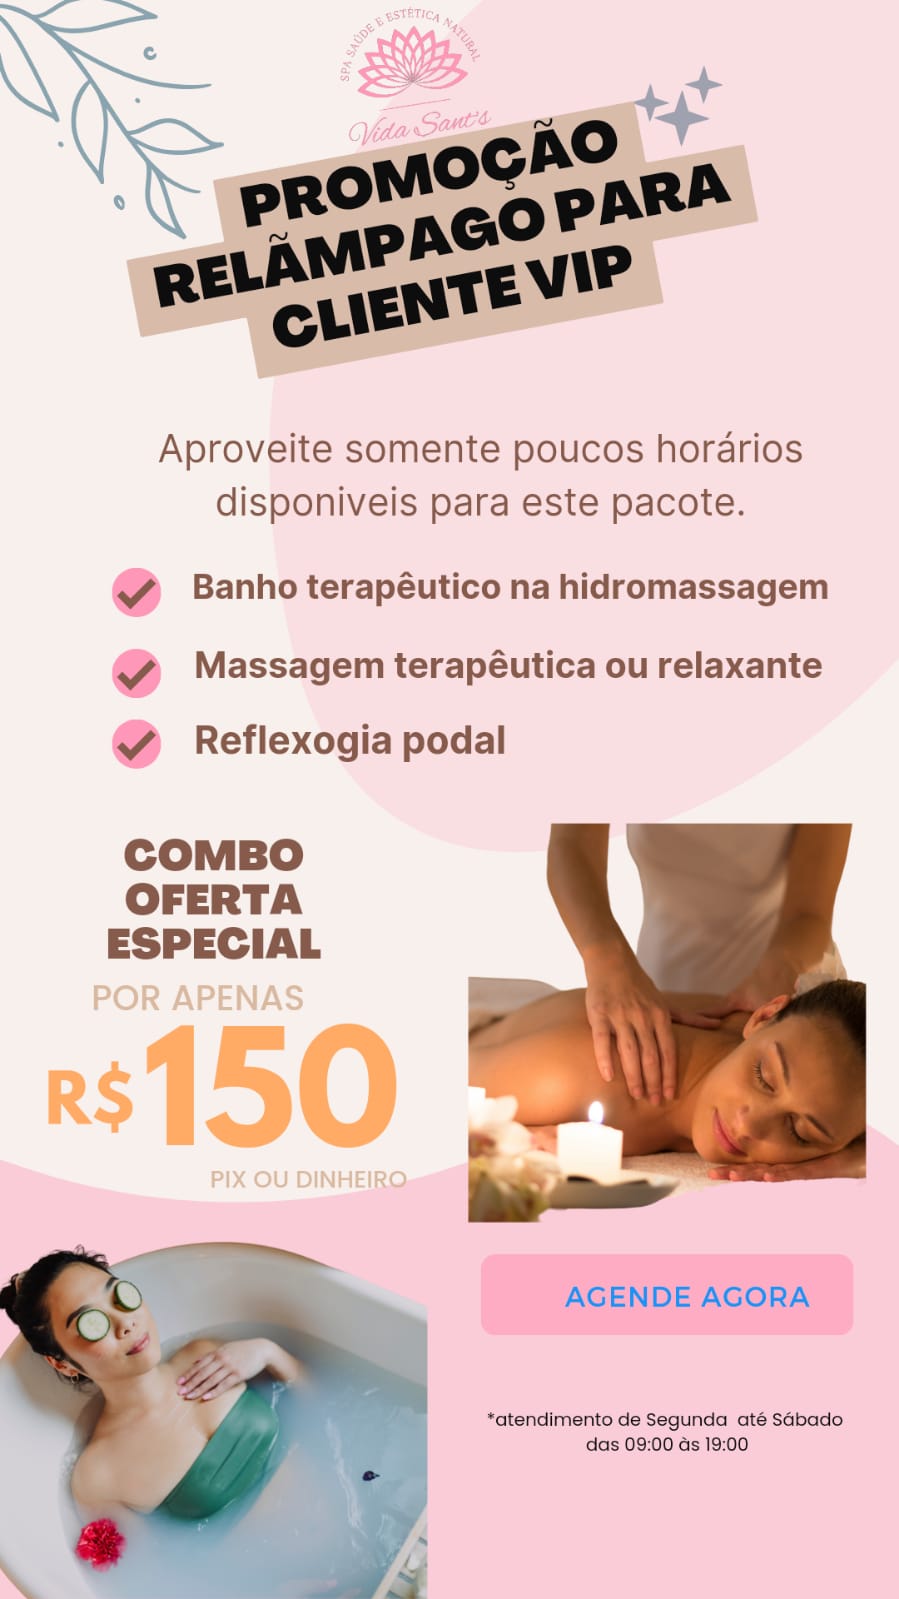 SPA SAÚDE E ESTÉTICA NATURAL
Vida Sant's
PROMOÇÃO
RELÃMPAGO PARA
CLIENTE VIP
Aproveite somente poucos horários
disponiveis para este pacote.
Banho terapêutico na hidromassagem
Massagem terapêutica ou relaxante
Reflexogia podal
COMBO
OFERTA
ESPECIAL
POR APENAS
R$150
PIX OU DINHEIRO
AGENDE AGORA
*atendimento de Segunda até Sábado
das 09:00 às 19:00